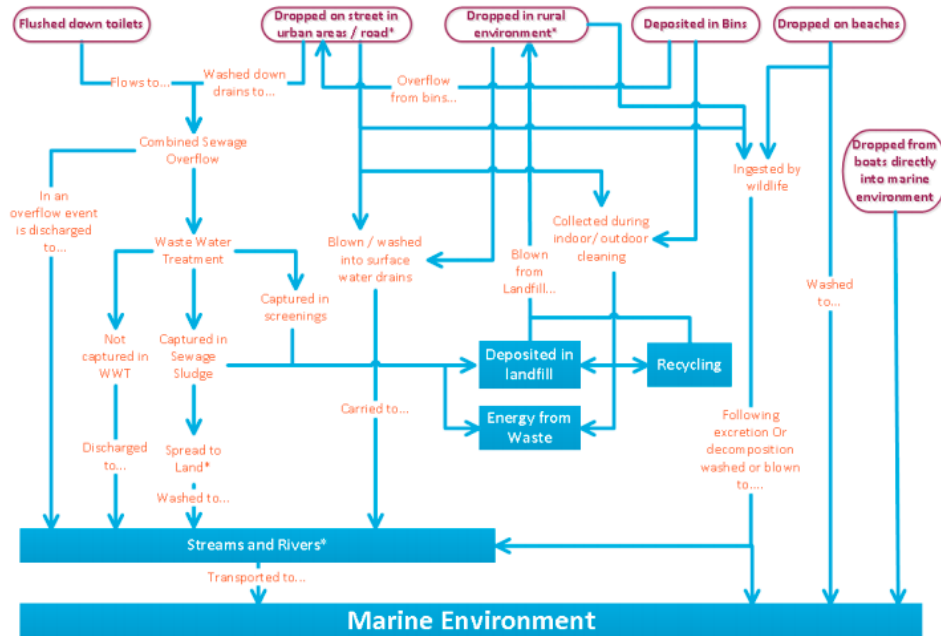 Flushed down toilets
Dropped on street in
urban areas / road*
Dropped in rural
environment*
Deposited in Bins
Dropped on beaches
Flows to...
Washed down
drains to...
Overflow
from bins...
Combined Sewage
Overflow
Dropped from
boats directly
into marine
environment
Ingested by
wildlife
In an
overflow event
is discharged
to...
Waste Water
Treatment
Blown / washed
into surface
water drains
Collected during
indoor/outdoor
cleaning
Blown
from
Landfill...
Captured in
screenings
Washed
to...
Not
captured in
WWT
Captured in
Sewage
Sludge
Deposited in
landfill
Recycling
Carried to...
Energy from
Waste
Following
excretion Or
decomposition
washed or blown
to....
Discharged
to...
Spread to
Land*
Washed to...
Streams and Rivers*
Transported to...
Marine Environment